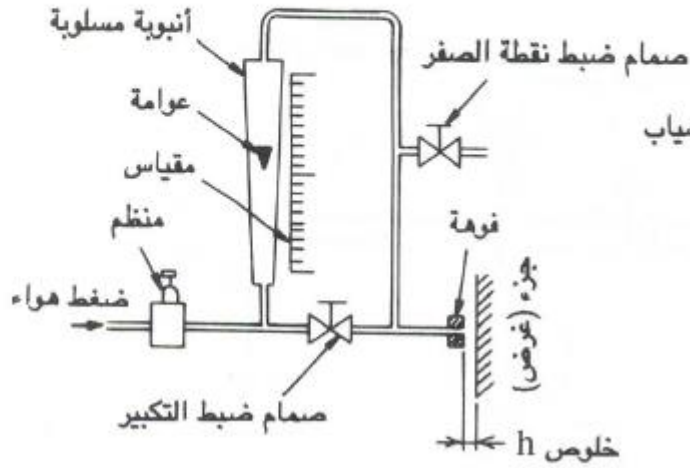 أنبوبة مسلوبة
صمام ضبط نقطة الصفر
عوامة
مقياس
منظم
فوهة
ضغط هواء
جزء (غرض)
صمام ضبط التكبير
خلوص h